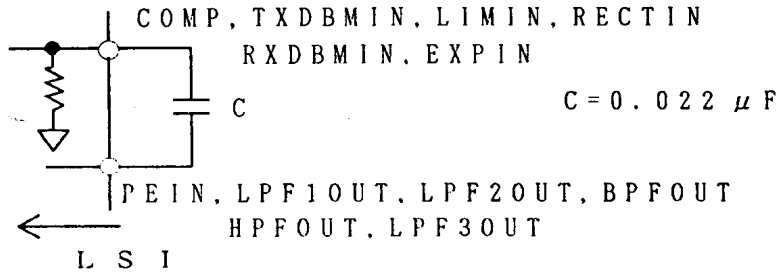 COMP, TXDBMIN, LIMIN, RECTIN
RXDBMIN, EXPIN
C
C=0.022 μF
PEIN, LPF1OUT, LPF2OUT, BPFOUT
HPFOUT, LPF3OUT
LSI